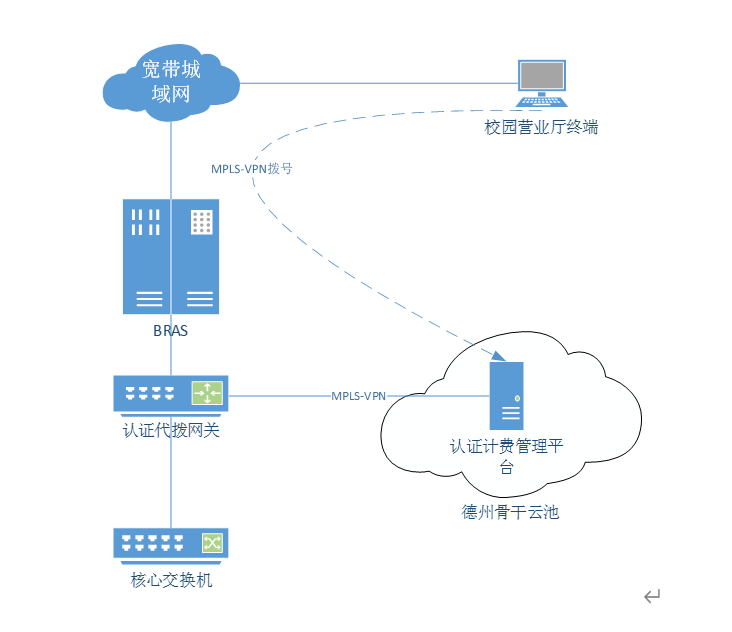 宽带城
域网
校园营业厅终端
MPLS-VPN拨号
BRAS
MPLS-VPN
认证代拨网关
认证计费管理平
台
德州骨干云池
核心交换机